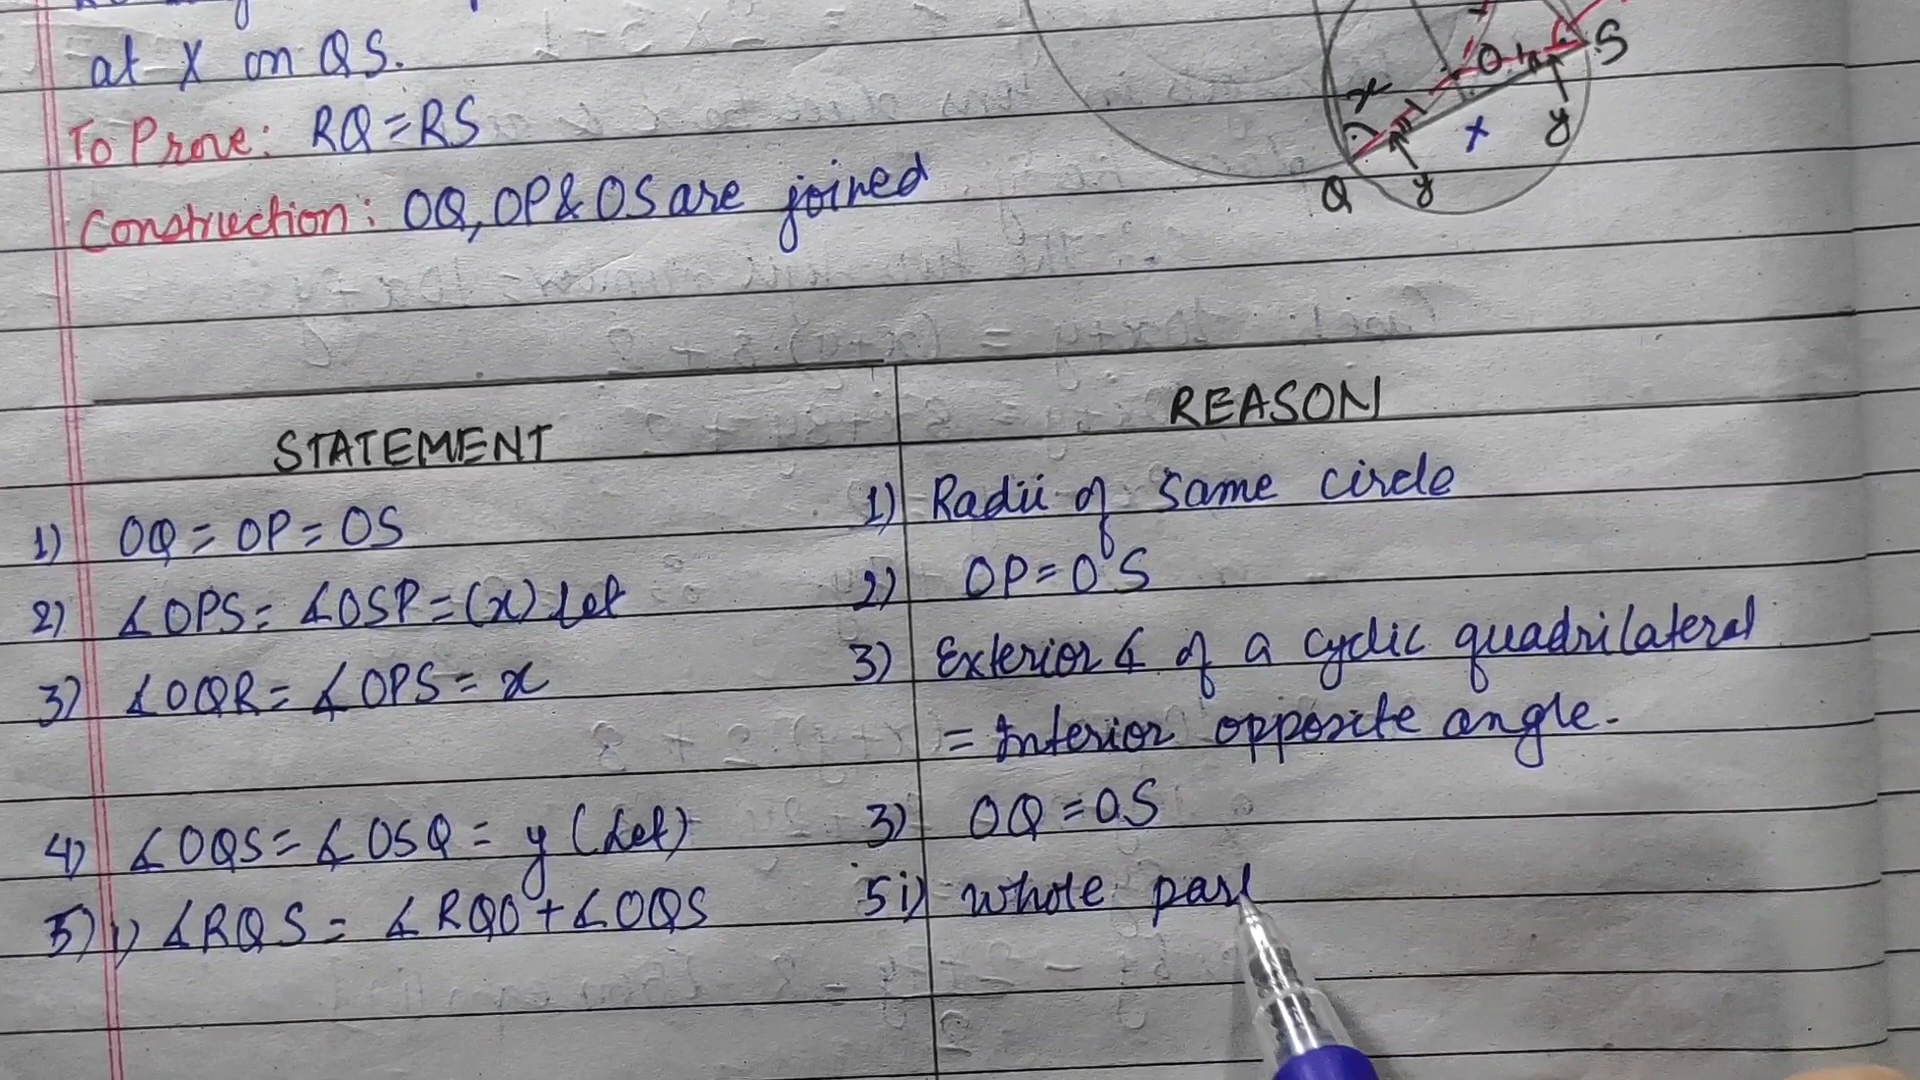 at X on QS.
To Prove: RQ=RS
Construction: OQ, OP & OS are joined
S
O
x
X
y
Q
y
STATEMENT
REASON
1) OQ = OP = OS
1) Radii of same circle
2) ∡OPS = ∡OSP = (x) Let
2) OP = OS
3) ∡OQR = ∡OPS = x
3) Exterior ∡ of a cyclic quadrilateral
= Interior opposite angle.
4) ∡OQS = ∡OSQ = y (Let)
3) OQ = OS
5) i) ∡RQS = ∡RQO + ∡OQS
5i) whole part